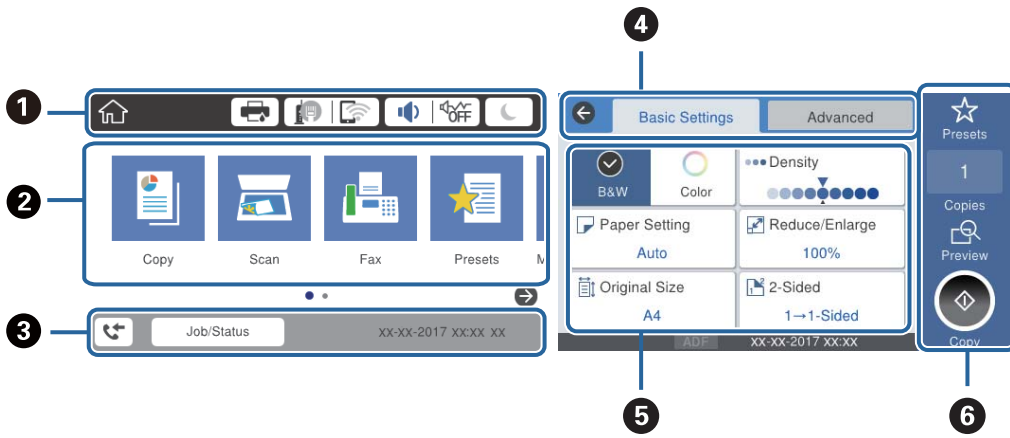 4
1
OFF
2
Copy
Scan
Fax
Presets
3
Job/Status
xx-xx-2017 xx:xx xx
Basic Settings
Advanced
B&W
Color
Density
Paper Setting
Auto
Reduce/Enlarge
100%
Original Size
A4
2-Sided
1→1-Sided
ADF
xx-xx-2017 xx:xx
Presets
1
Copies
Preview
Copy
5
6